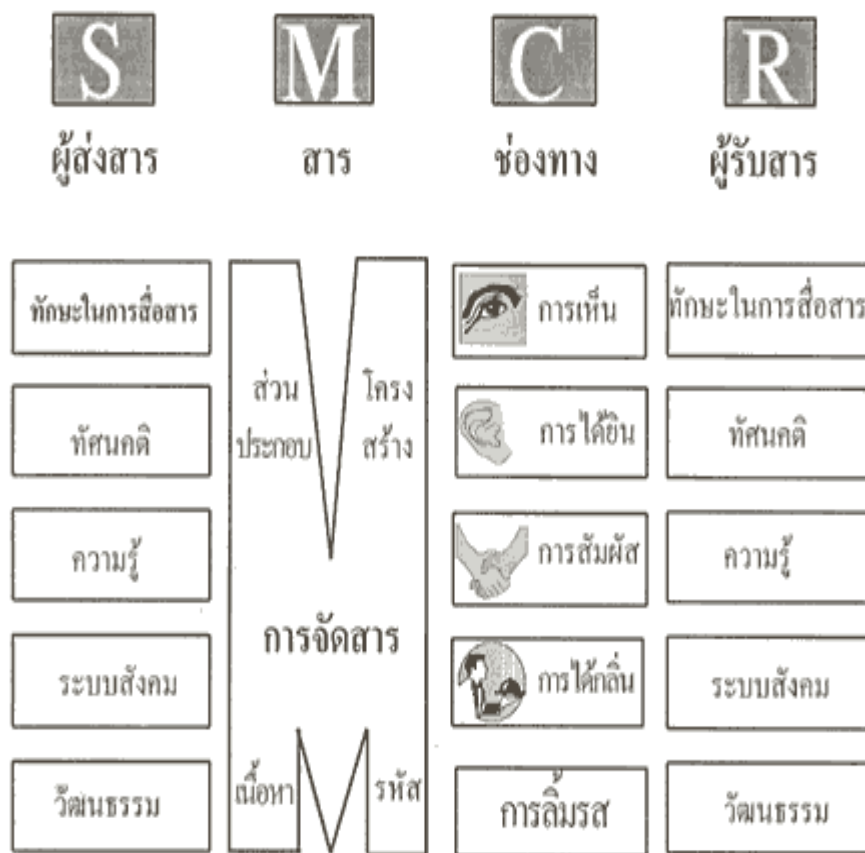 S M C R
ผู้ส่งสาร สาร ช่องทาง ผู้รับสาร
ทักษะในการสื่อสาร
ทัศนคติ
ความรู้
ระบบสังคม
วัฒนธรรม
ส่วน
ประกอบ
โครง
สร้าง
การจัดสาร
เนื้อหา
รหัส
การเห็น
การได้ยิน
การสัมผัส
การได้กลิ่น
การลิ้มรส
ทักษะในการสื่อสาร
ทัศนคติ
ความรู้
ระบบสังคม
วัฒนธรรม